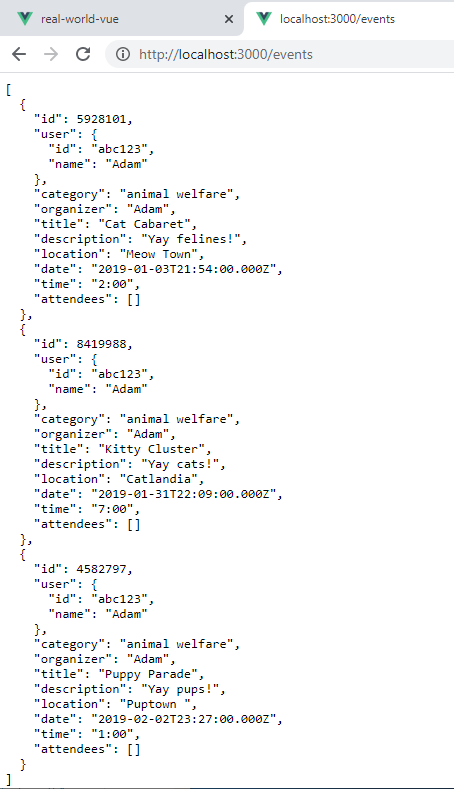 real-world-vue
localhost:3000/events
http://localhost:3000/events
[
  {
    "id": 5928101,
    "user": {
      "id": "abc123",
      "name": "Adam"
    },
    "category": "animal welfare",
    "organizer": "Adam",
    "title": "Cat Cabaret",
    "description": "Yay felines!",
    "location": "Meow Town",
    "date": "2019-01-03T21:54:00.000Z",
    "time": "2:00",
    "attendees": []
  },
  {
    "id": 8419988,
    "user": {
      "id": "abc123",
      "name": "Adam"
    },
    "category": "animal welfare",
    "organizer": "Adam",
    "title": "Kitty Cluster",
    "description": "Yay cats!",
    "location": "Catlandia",
    "date": "2019-01-31T22:09:00.000Z",
    "time": "7:00",
    "attendees": []
  },
  {
    "id": 4582797,
    "user": {
      "id": "abc123",
      "name": "Adam"
    },
    "category": "animal welfare",
    "organizer": "Adam",
    "title": "Puppy Parade",
    "description": "Yay pups!",
    "location": "Puptown ",
    "date": "2019-02-02T23:27:00.000Z",
    "time": "1:00",
    "attendees": []
  }
]